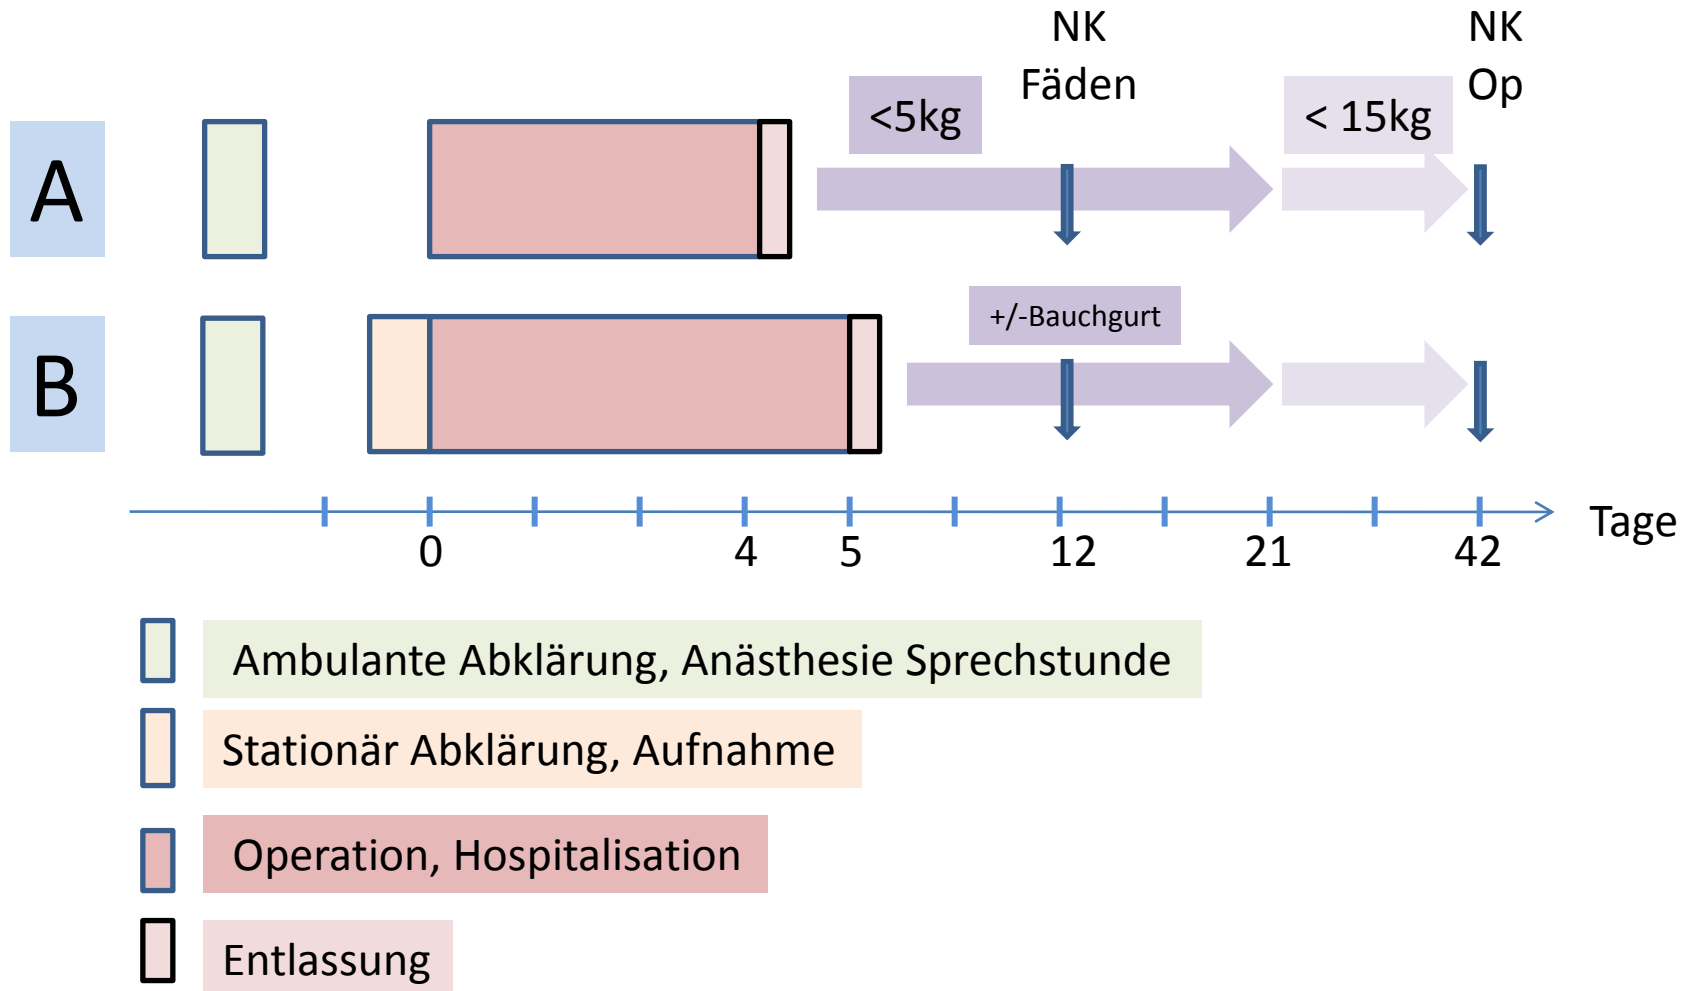 NK
Fäden
NK
Op
<5kg
< 15kg
A
+/-Bauchgurt
B
0 4 5 12 21 42 Tage
Ambulante Abklärung, Anästhesie Sprechstunde
Stationär Abklärung, Aufnahme
Operation, Hospitalisation
Entlassung